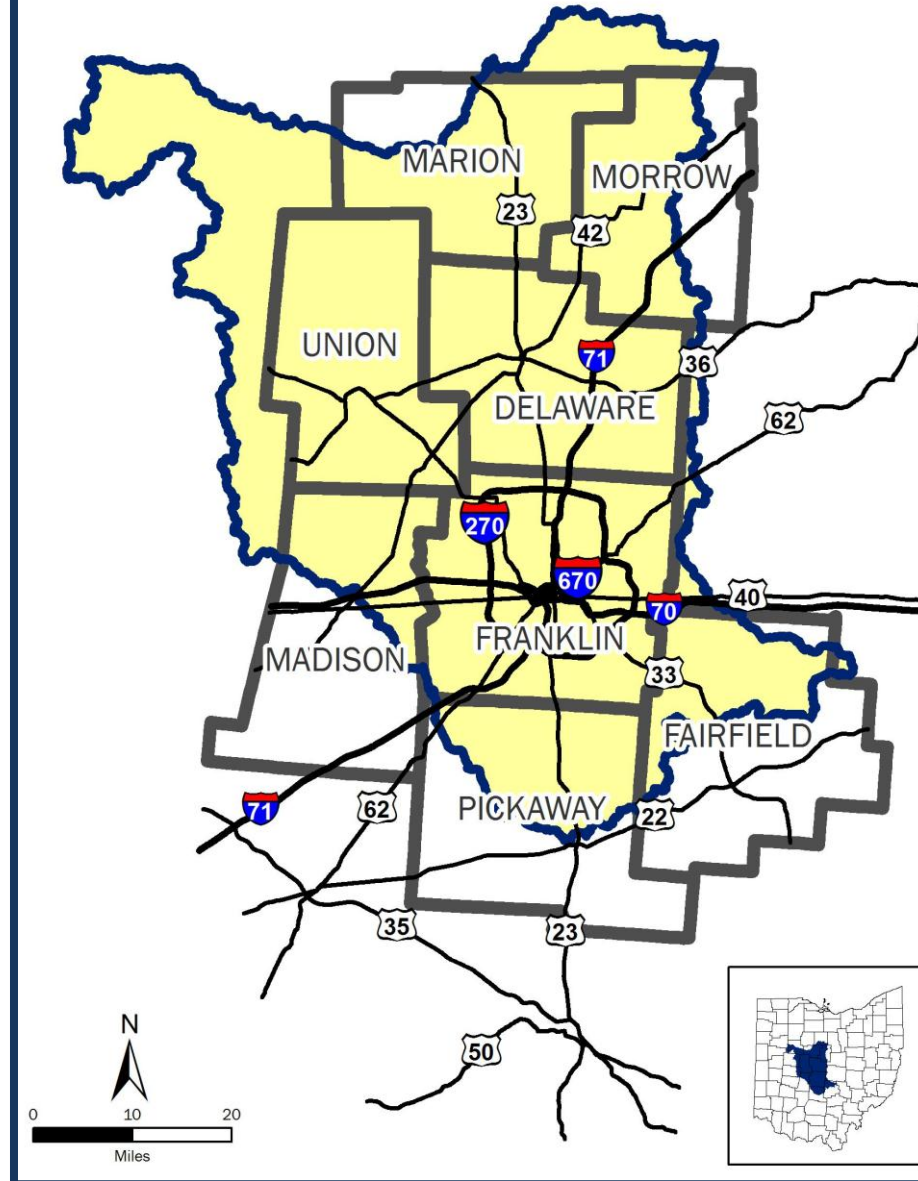 MARION
MORROW
23
42
UNION
71
36
DELAWARE
62
270
670
40
70
FRANKLIN
MADISON
33
FAIRFIELD
71
62
PICKAWAY
22
35
23
50
N
0 10 20
Miles